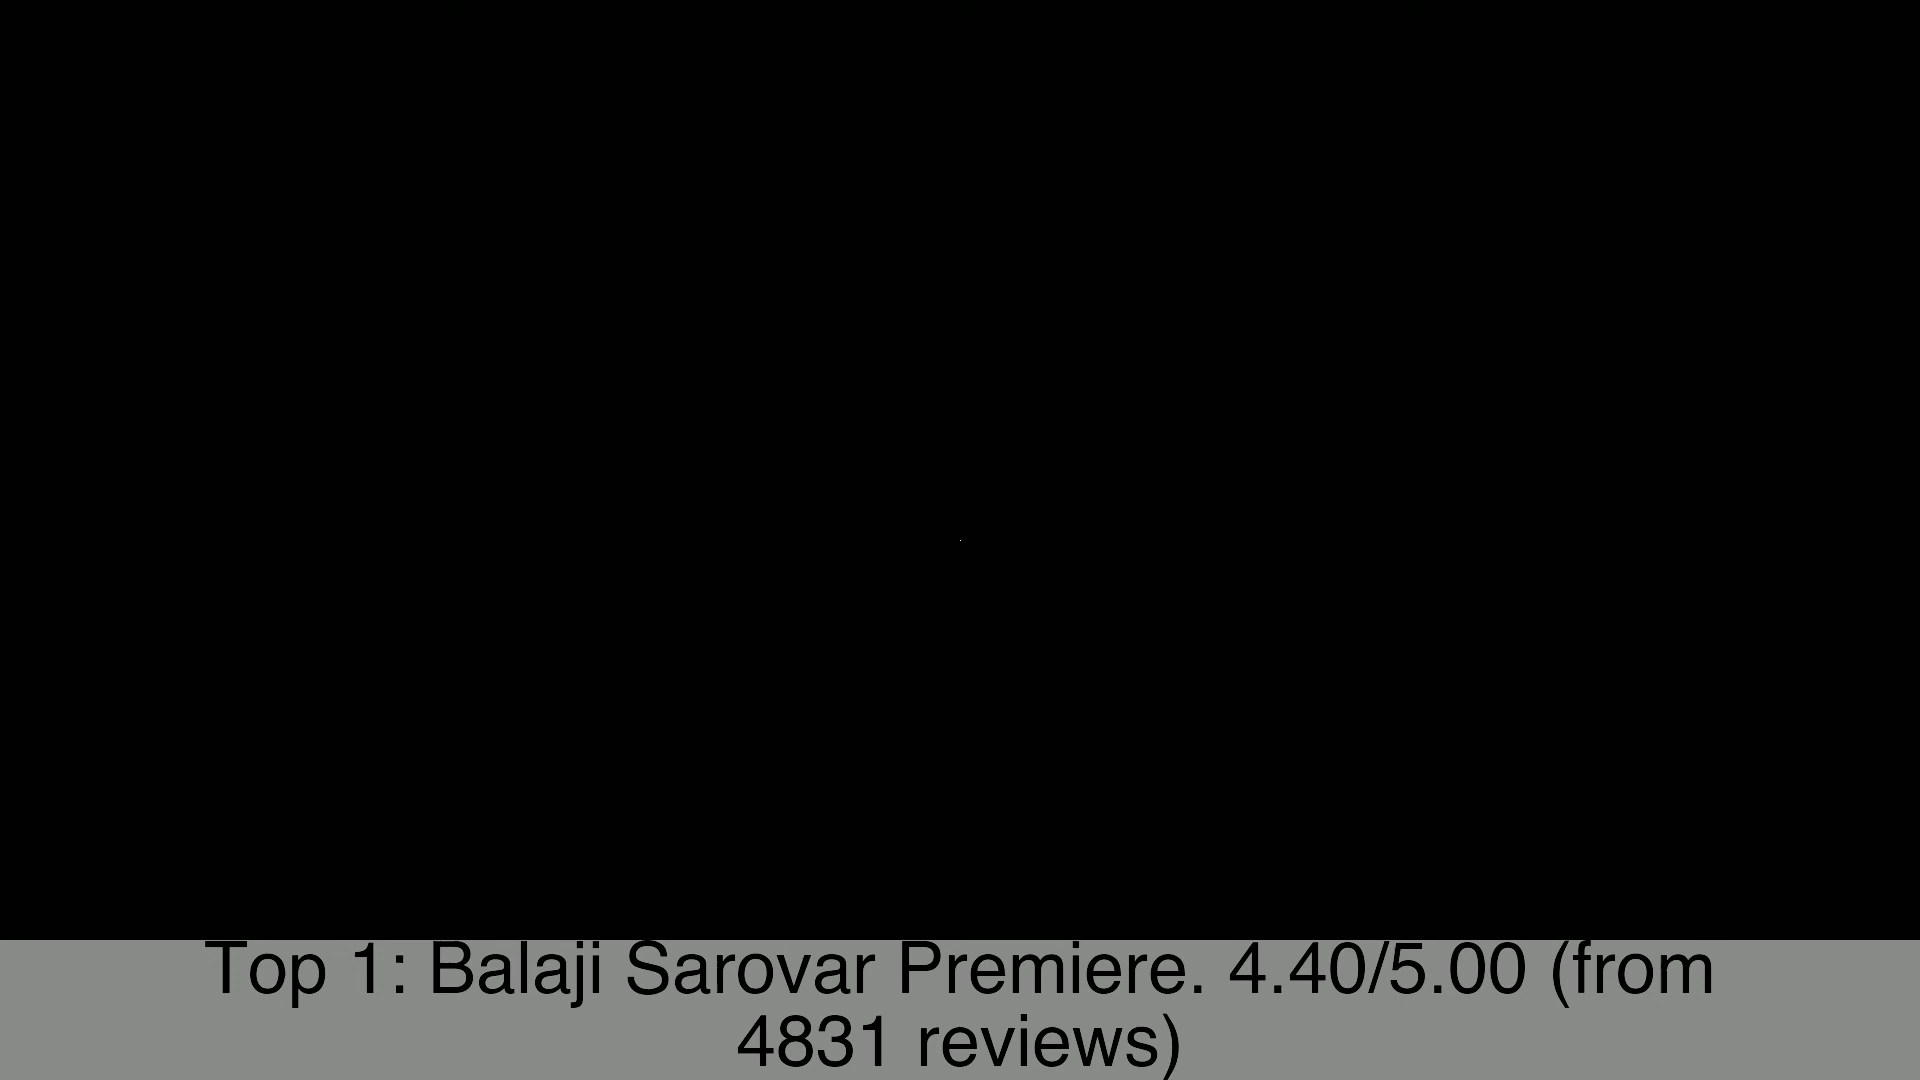 Top 1: Balaji Sarovar Premiere. 4.40/5.00 (from
4831 reviews)